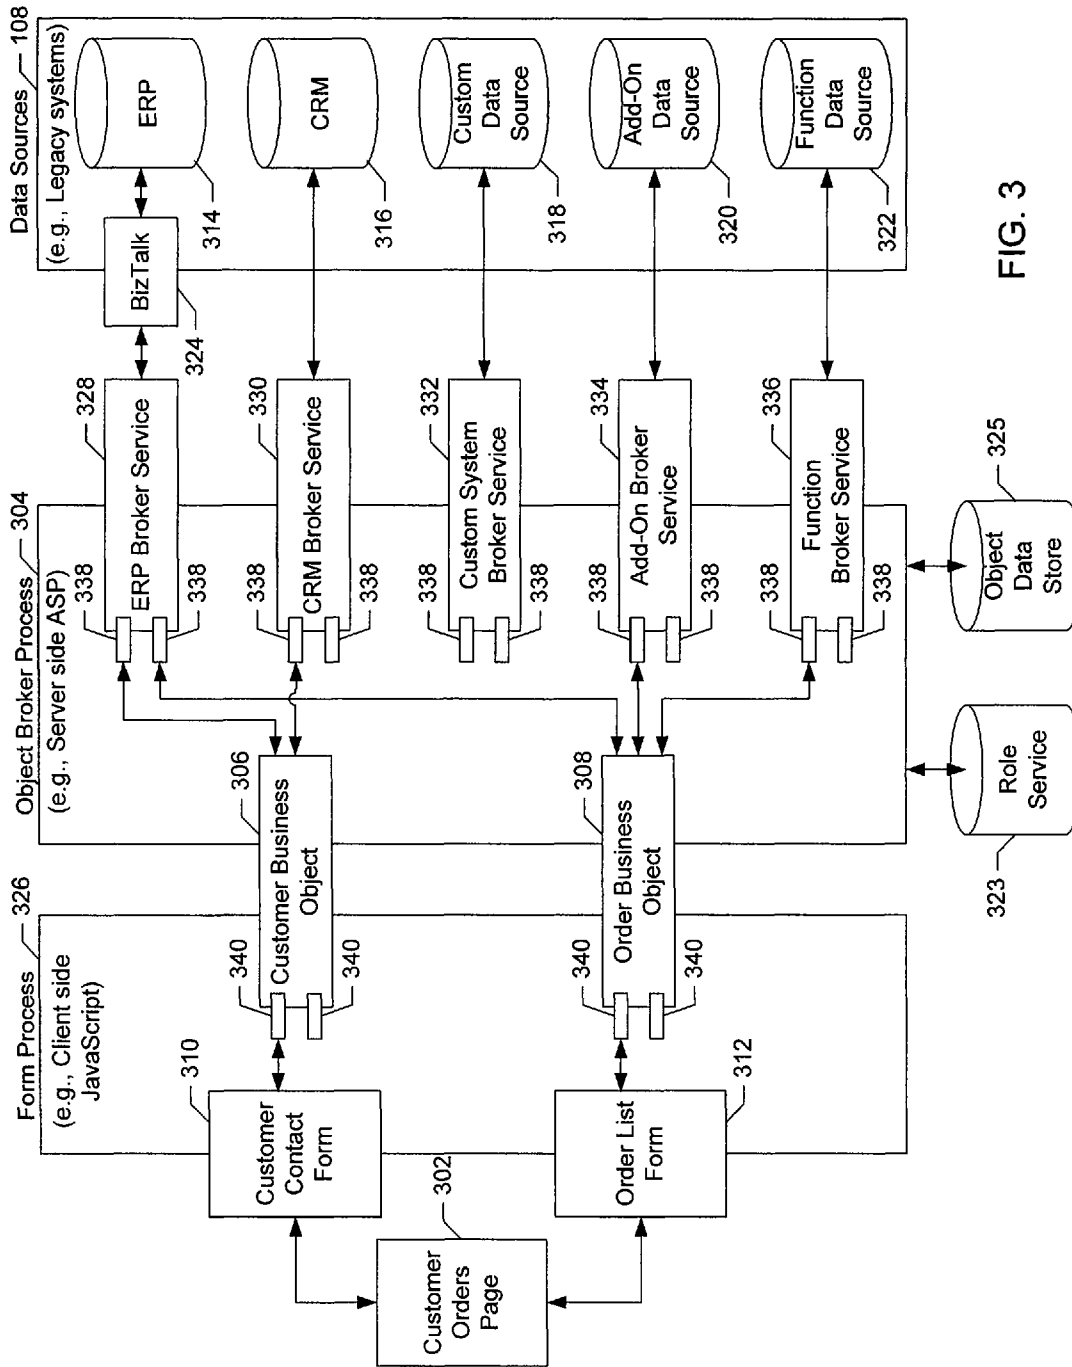 Data Sources
108
(e.g., Legacy systems)
ERP
314
CRM
316
Custom
Data
Source
318
Add-On
Data
Source
320
Function
Data
Source
322
BizTalk
324
Object Broker Process
304
(e.g., Server side ASP)
ERP Broker Service
328
338
338
CRM Broker Service
330
338
338
Custom System
Broker Service
332
338
338
Add-On Broker
Service
334
338
338
Function
Broker Service
336
338
338
Object
Data
Store
325
Role
Service
323
Form Process
326
(e.g., Client side
JavaScript)
Customer Business
Object
306
340
340
Order Business
Object
308
340
340
Customer
Contact
Form
310
Order List
Form
312
Customer
Orders
Page
302
FIG. 3